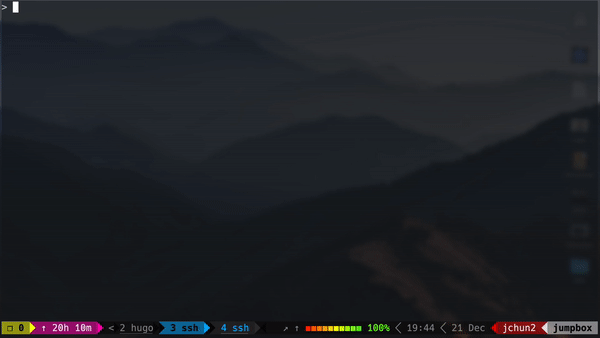 >
❐ 0 ↑ 20h 10m < 2 hugo 3 ssh 4 ssh ↗ ↑ 100% 19:44 21 Dec jchun2 jumpbox